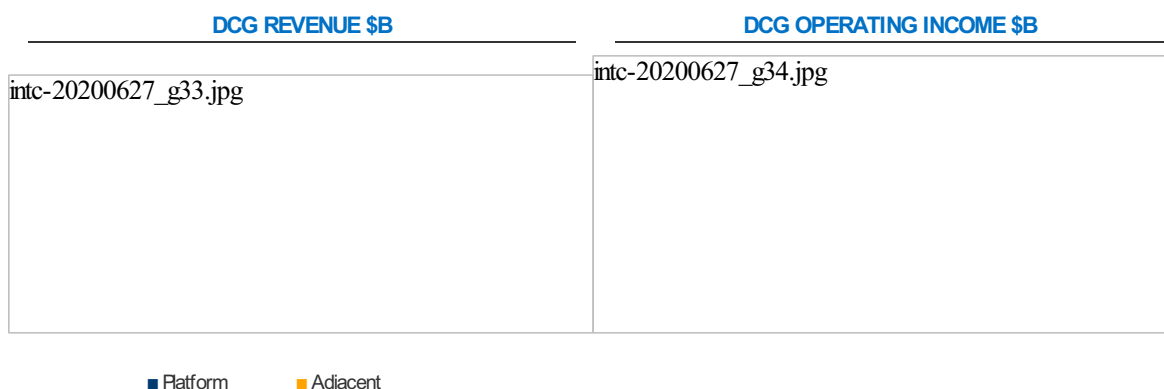 DCG REVENUE $B
DCG OPERATING INCOME $B
intc-20200627_g33.jpg
intc-20200627_g34.jpg
Platform
Adjacent